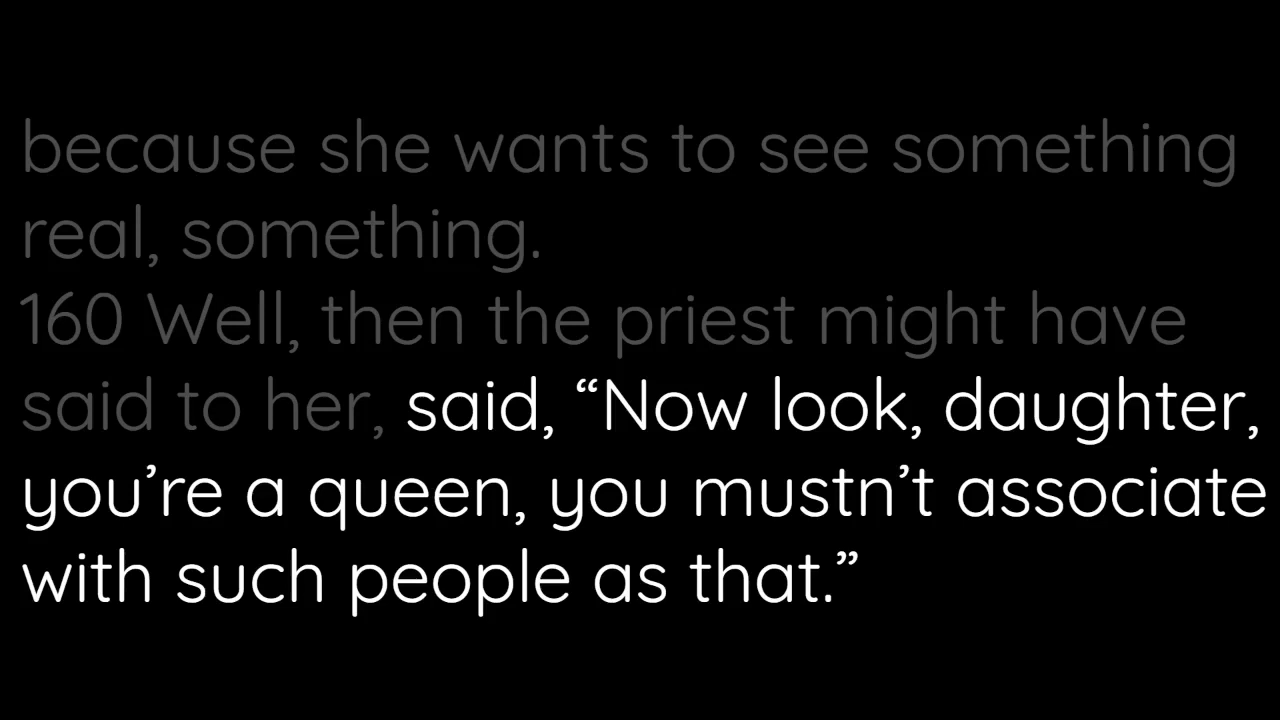 because she wants to see something
real, something.
160 Well, then the priest might have
said to her, said, “Now look, daughter,
you’re a queen, you mustn’t associate
with such people as that.”